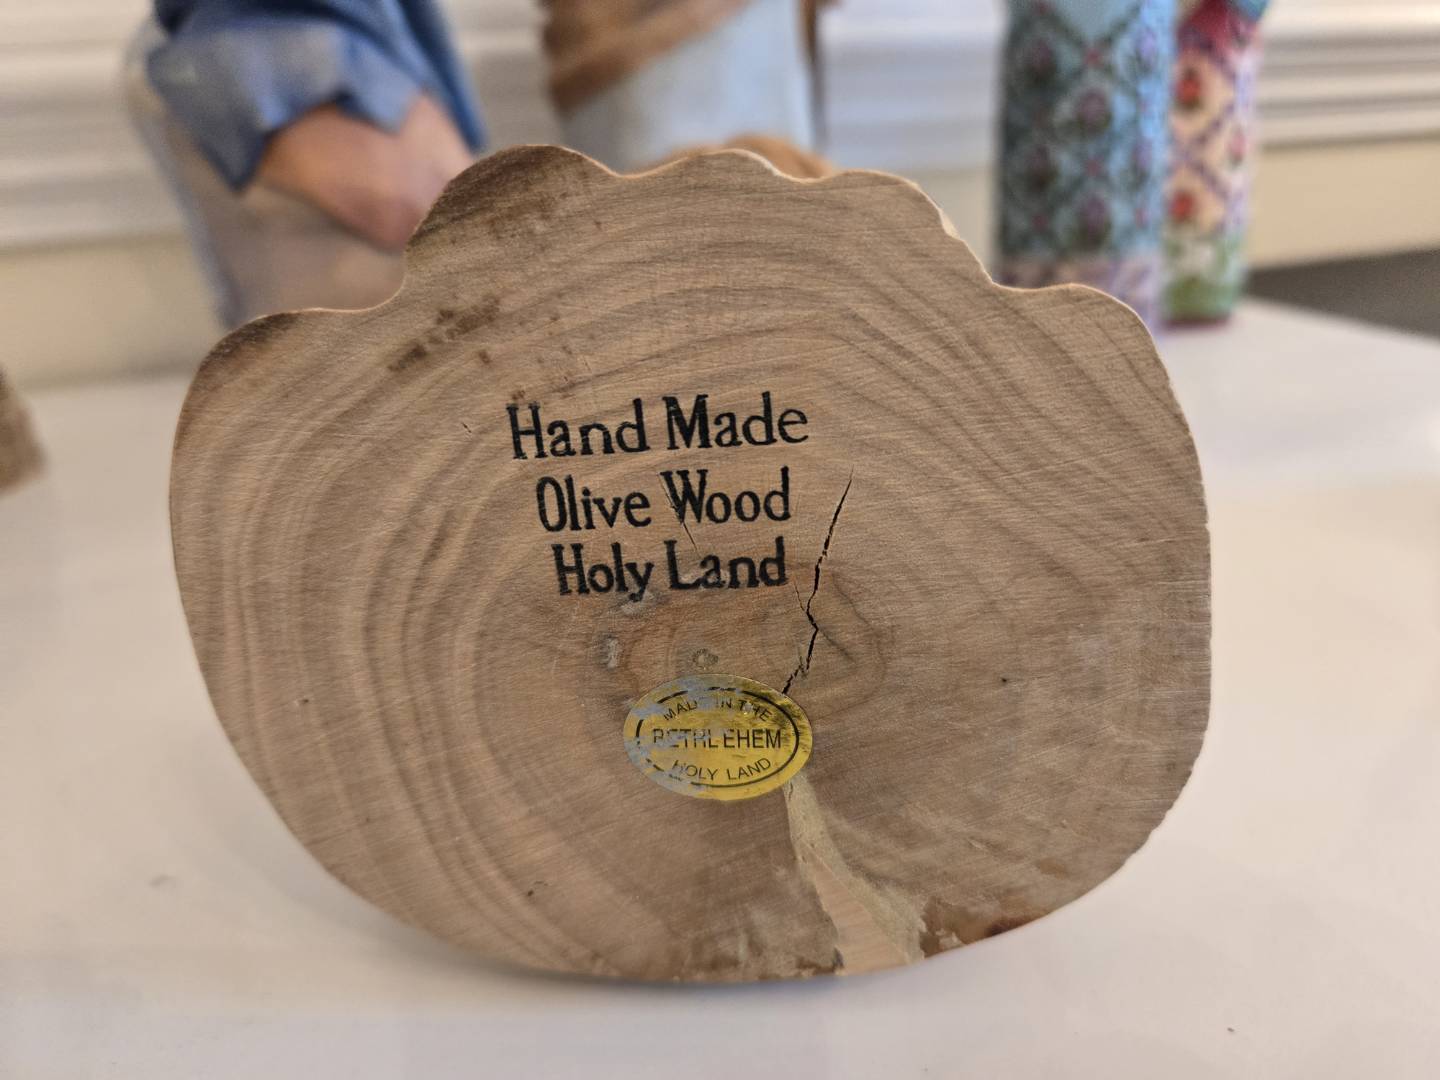 Hand Made
Olive Wood
Holy Land
MADE IN THE
BETHLEHEM
HOLY LAND